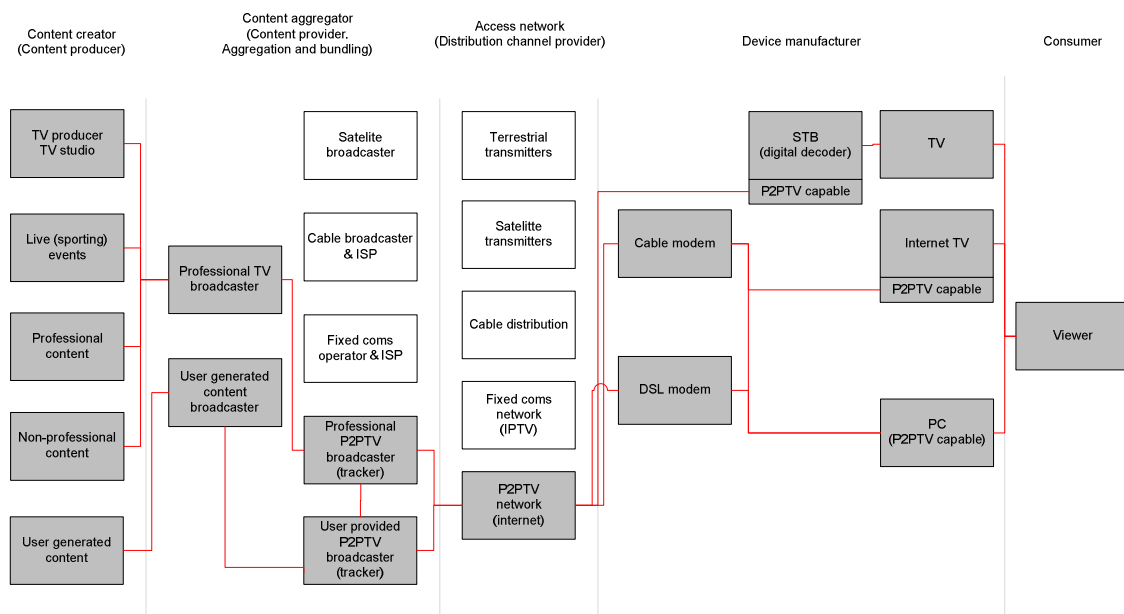 Content creator
(Content producer)
Content aggregator
(Content provider.
Aggregation and bundling)
Access network
(Distribution channel provider)
Device manufacturer
Consumer
TV producer
TV studio
Live (sporting)
events
Professional
content
Non-professional
content
User generated
content
Professional TV
broadcaster
User generated
content
broadcaster
Satelite
broadcaster
Cable broadcaster
& ISP
Fixed coms
operator & ISP
Professional
P2PTV
broadcaster
(tracker)
User provided
P2PTV
broadcaster
(tracker)
Terrestrial
transmitters
Satelitte
transmitters
Cable distribution
Fixed coms
network
(IPTV)
P2PTV
network
(internet)
Cable modem
DSL modem
STB
(digital decoder)
P2PTV capable
TV
Internet TV
P2PTV capable
PC
(P2PTV capable)
Viewer